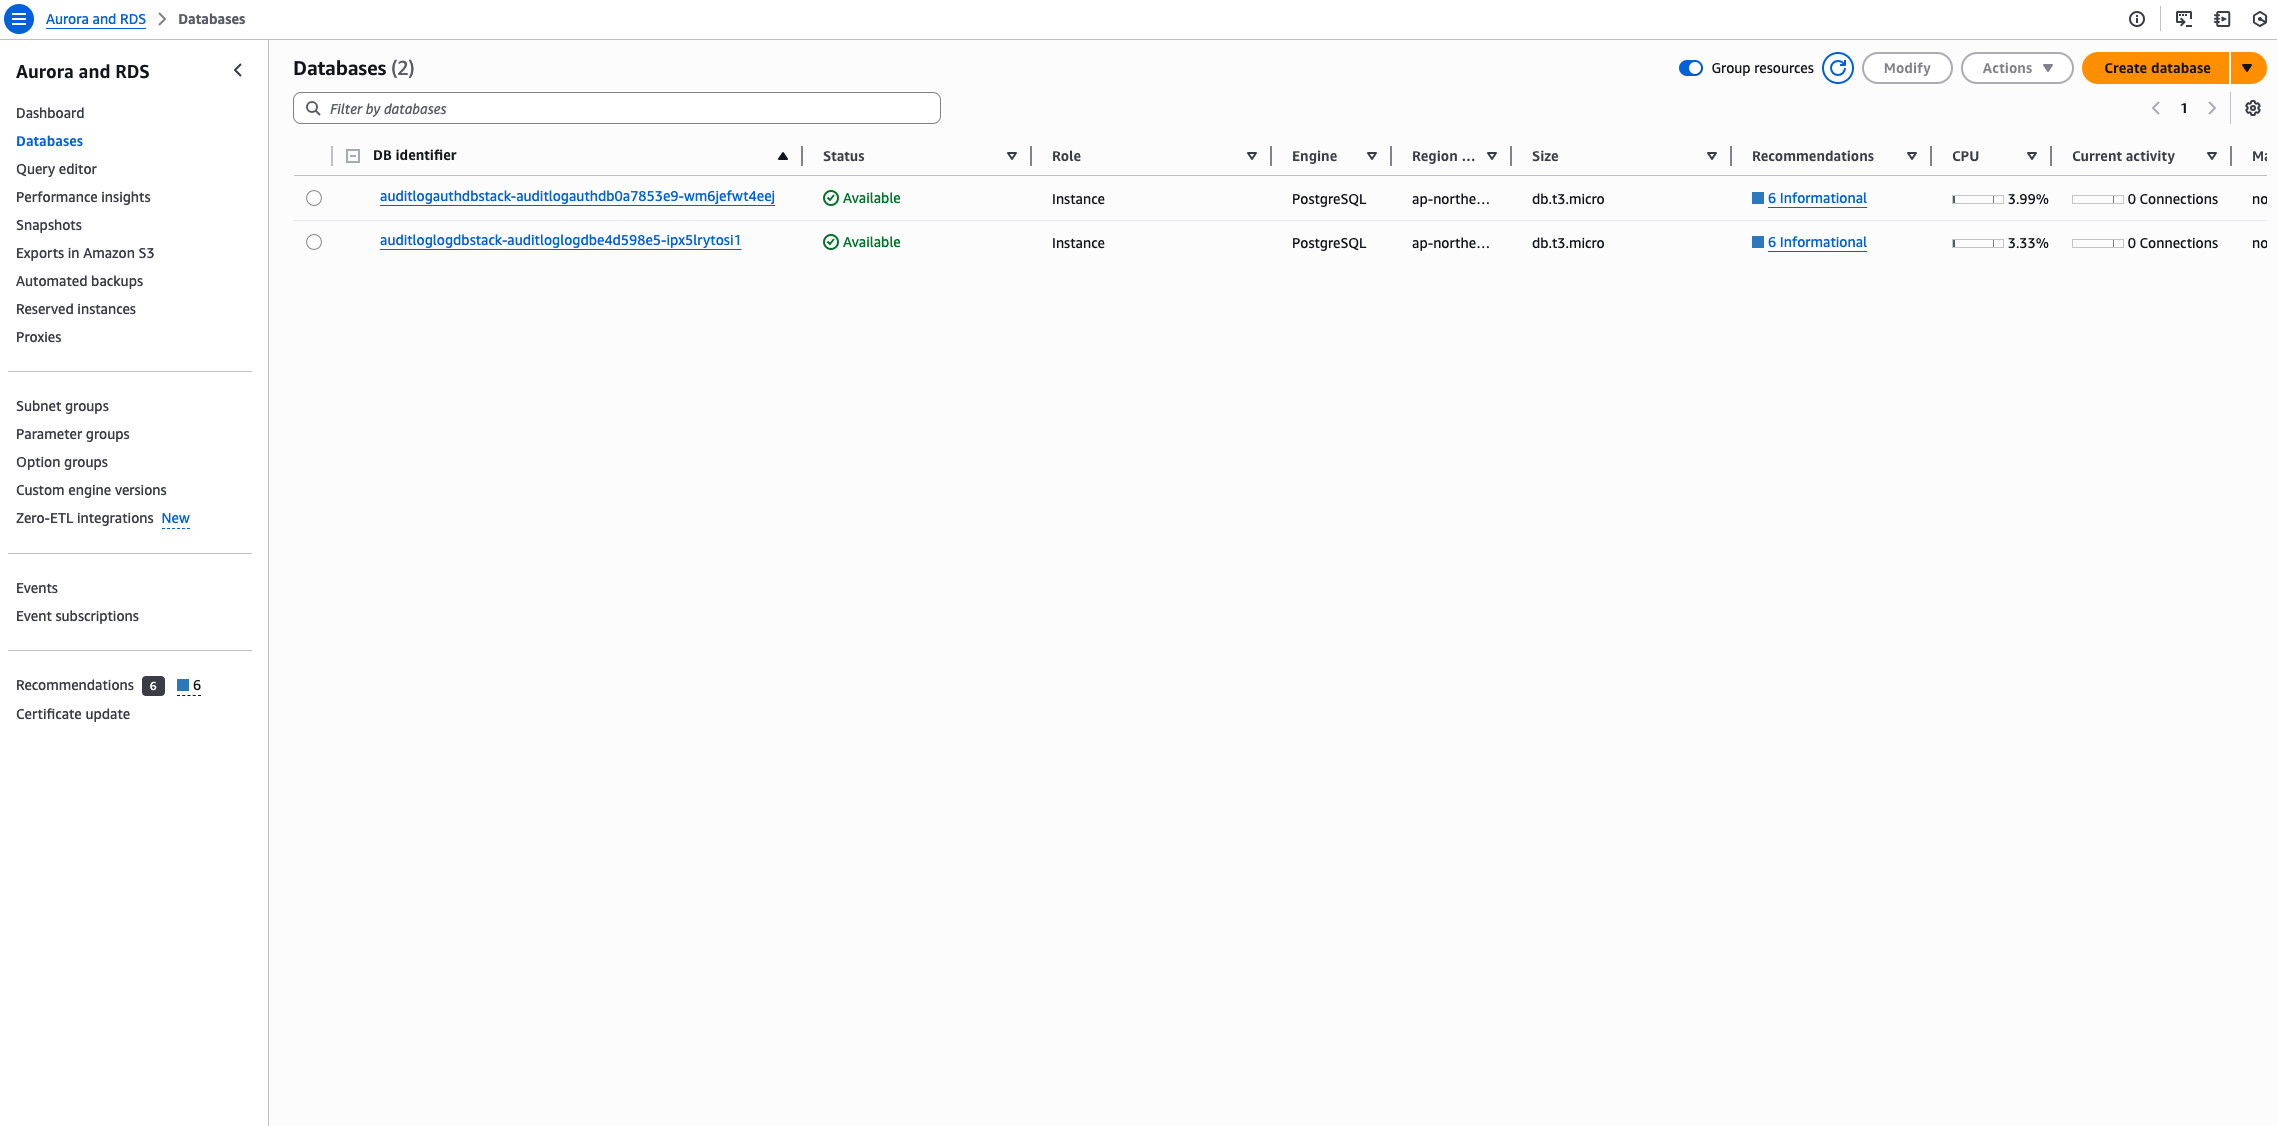 Aurora and RDS > Databases
Aurora and RDS
Dashboard
Databases
Query editor
Performance insights
Snapshots
Exports in Amazon S3
Automated backups
Reserved instances
Proxies
Subnet groups
Parameter groups
Option groups
Custom engine versions
Zero-ETL integrations New
Events
Event subscriptions
Recommendations 6 6
Certificate update
Databases (2)
Group resources Modify Actions Create database
Filter by databases
1
DB identifier Status Role Engine Region ... Size Recommendations CPU Current activity Ma
auditlogauthdbstack-auditlogauthdb0a7853e9-wm6jefwt4eej Available Instance PostgreSQL ap-northe... db.t3.micro 6 Informational 3.99% 0 Connections no
auditloglogdbstack-auditloglogdbe4d598e5-ipx5lrytosi1 Available Instance PostgreSQL ap-northe... db.t3.micro 6 Informational 3.33% 0 Connections no